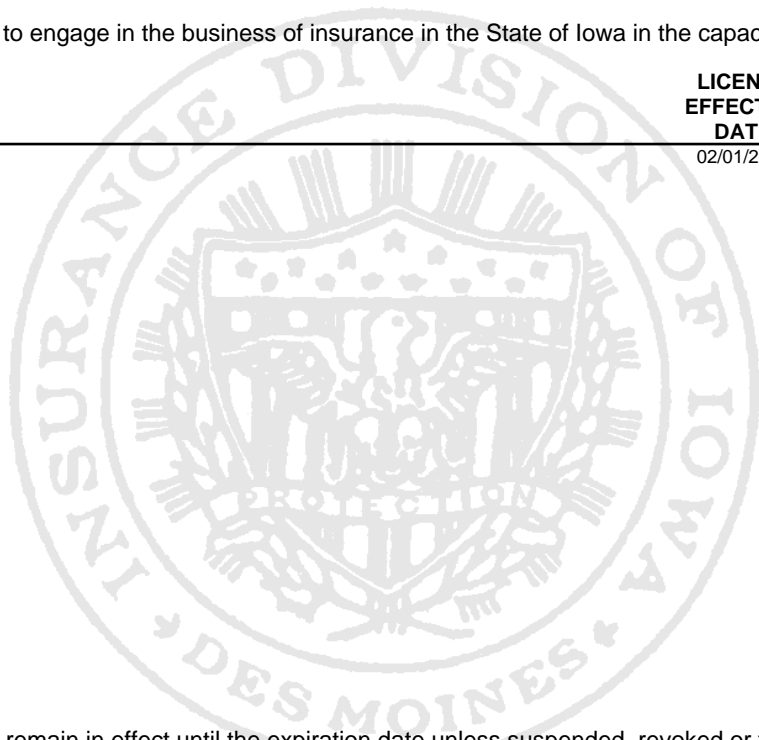 to engage in the business of insurance in the State of Iowa in the capac
LICEN
EFFECT
DAT
02/01/2
INSURANCE DIVISION OF IOWA
PROTECTION
DES MOINES
remain in effect until the expiration date unless suspended, revoked or